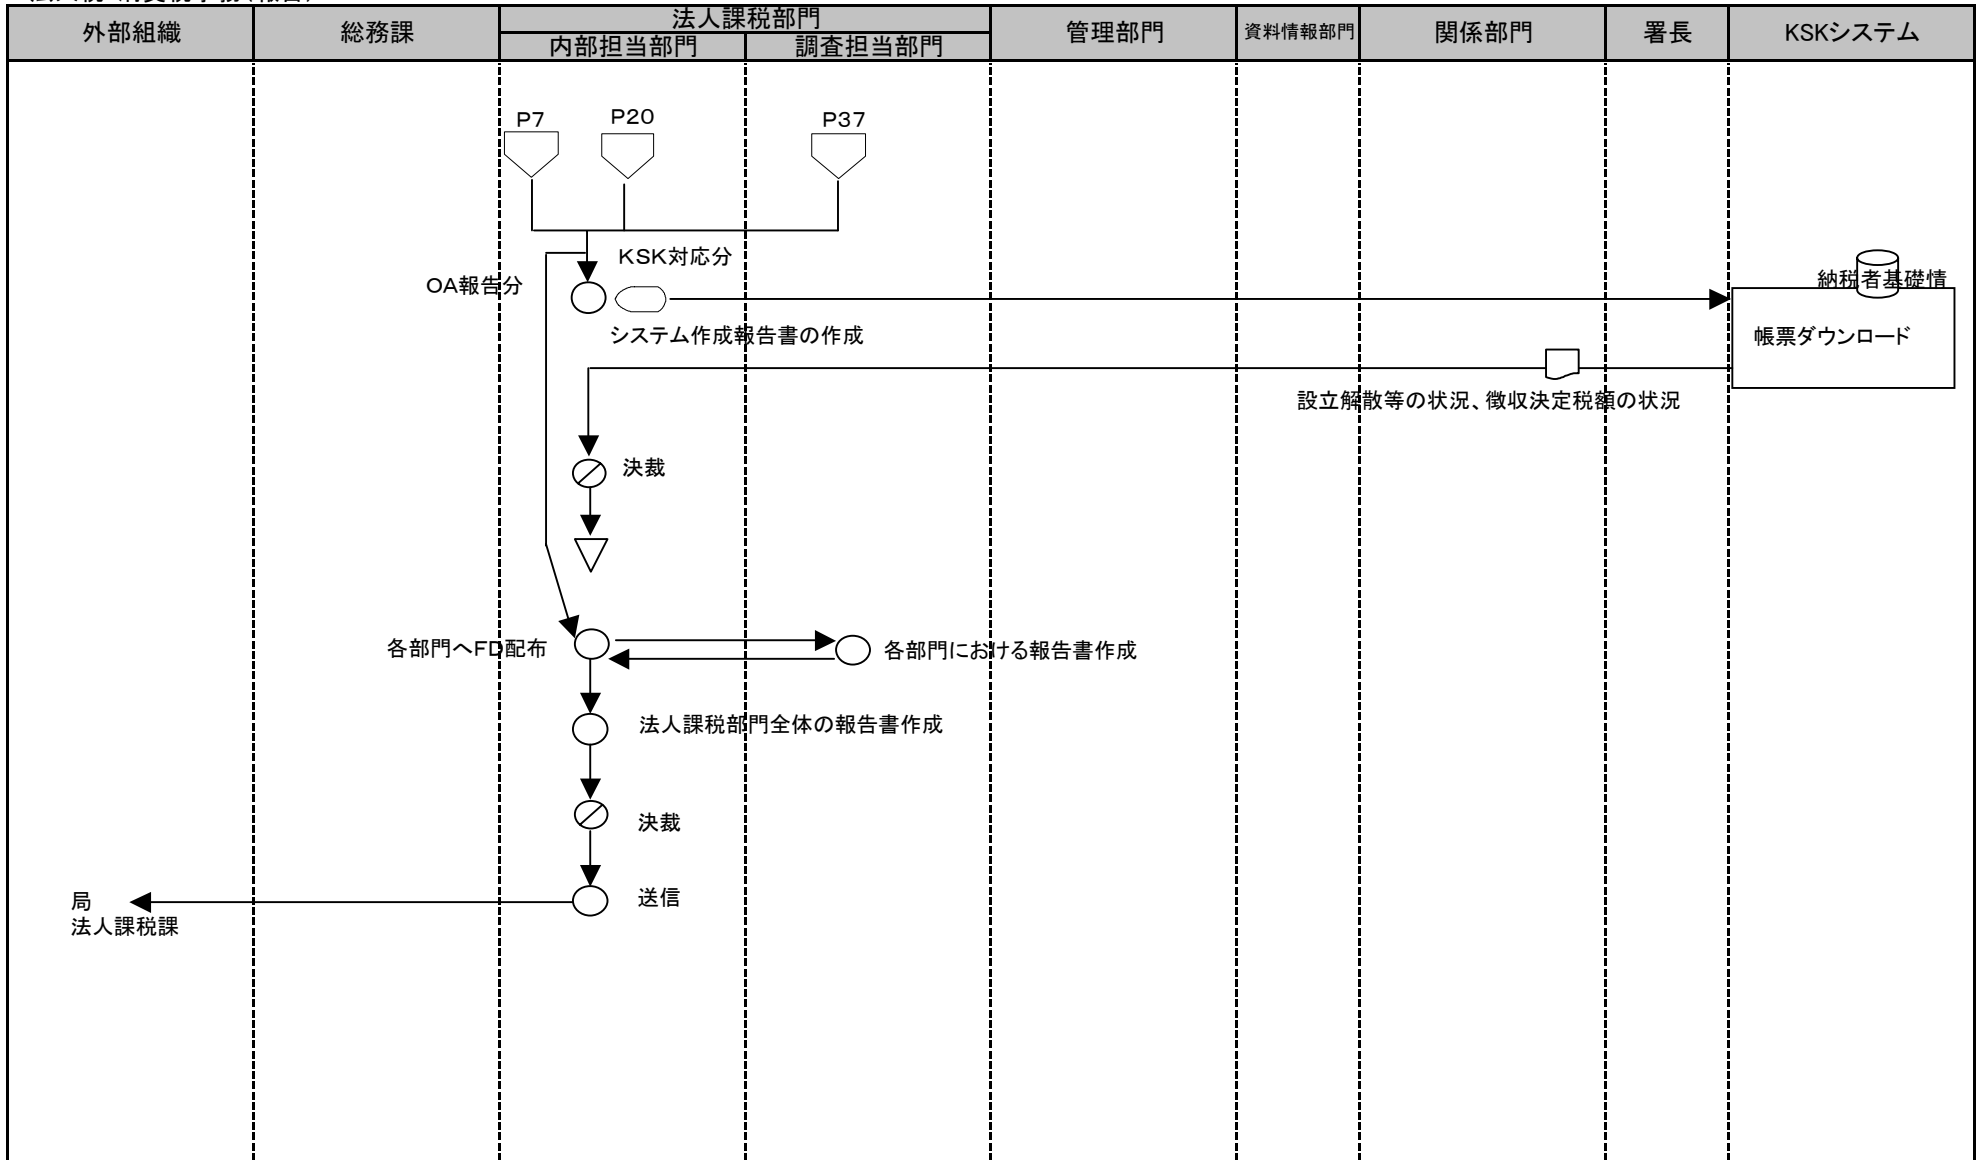 外部組織
総務課
法人課税部門
内部担当部門
調査担当部門
管理部門
資料情報部門
関係部門
署長
KSKシステム
P7
P20
P37
KSK対応分
OA報告分
納税者基礎情
システム作成報告書の作成
帳票ダウンロード
設立解散等の状況、徴収決定税額の状況
決裁
各部門へFD配布
各部門における報告書作成
法人課税部門全体の報告書作成
決裁
送信
局
法人課税課